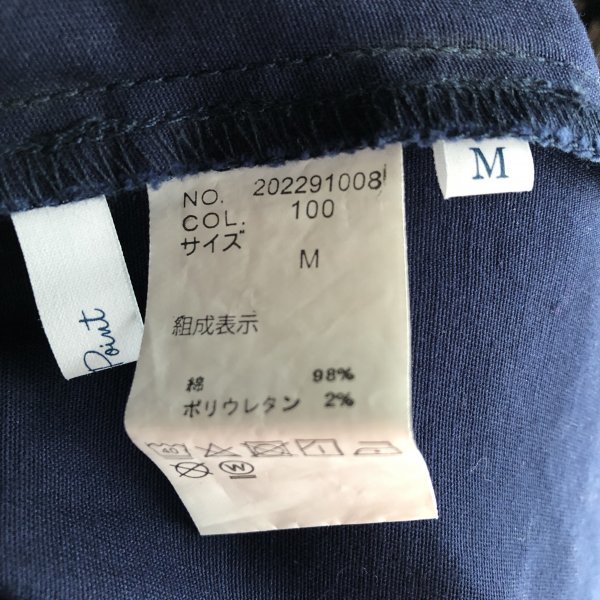 NO. 202291008
COL. 100
サイズ
M
組成表示
綿 98%
ポリウレタン 2%
40
W
M
Point